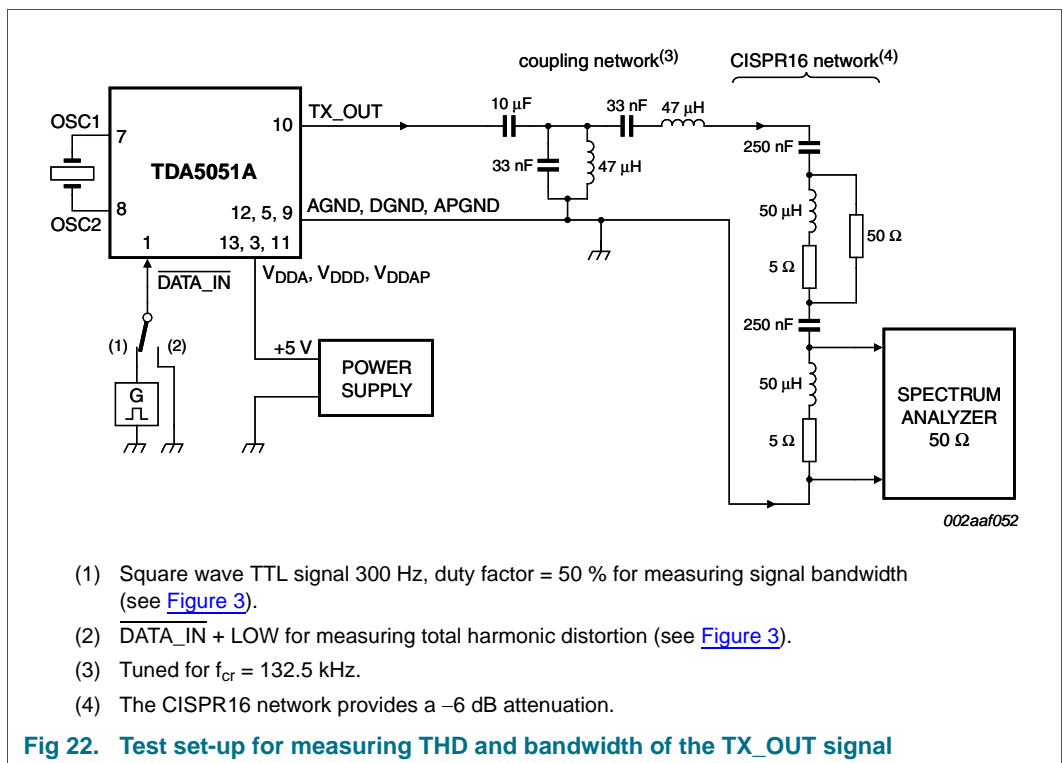 coupling network(3)
CISPR16 network(4)
OSC1
7
10
TX_OUT
10 μF
33 nF
47 μH
250 nF
TDA5051A
33 nF
47 μH
8
OSC2
12, 5, 9
AGND, DGND, APGND
50 μH
50 Ω
5 Ω
1
13, 3, 11
DATA_IN
VDDA, VDDD, VDDAP
250 nF
(1)
(2)
+5 V
POWER
SUPPLY
G
50 μH
5 Ω
SPECTRUM
ANALYZER
50 Ω
002aaf052
(1) Square wave TTL signal 300 Hz, duty factor = 50 % for measuring signal bandwidth
(see Figure 3).
(2) DATA_IN + LOW for measuring total harmonic distortion (see Figure 3).
(3) Tuned for fcr = 132.5 kHz.
(4) The CISPR16 network provides a −6 dB attenuation.
Fig 22. Test set-up for measuring THD and bandwidth of the TX_OUT signal